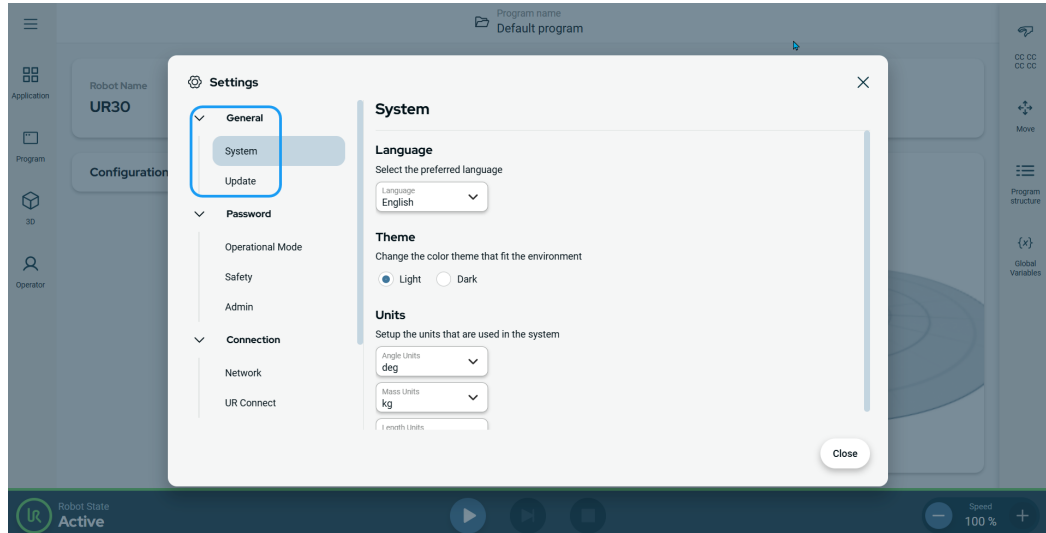 Program name
Default program
Application
Program
3D
Operator
Robot Name
UR30
Configuration
Settings
General
System
Update
Password
Operational Mode
Safety
Admin
Connection
Network
UR Connect
System
Language
Select the preferred language
Language
English
Theme
Change the color theme that fit the environment
Light
Dark
Units
Setup the units that are used in the system
Angle Units
deg
Mass Units
kg
Length Units
Close
CC CC
CC CC
Move
Program
structure
{x}
Global
Variables
UR
Robot State
Active
Speed
100 %